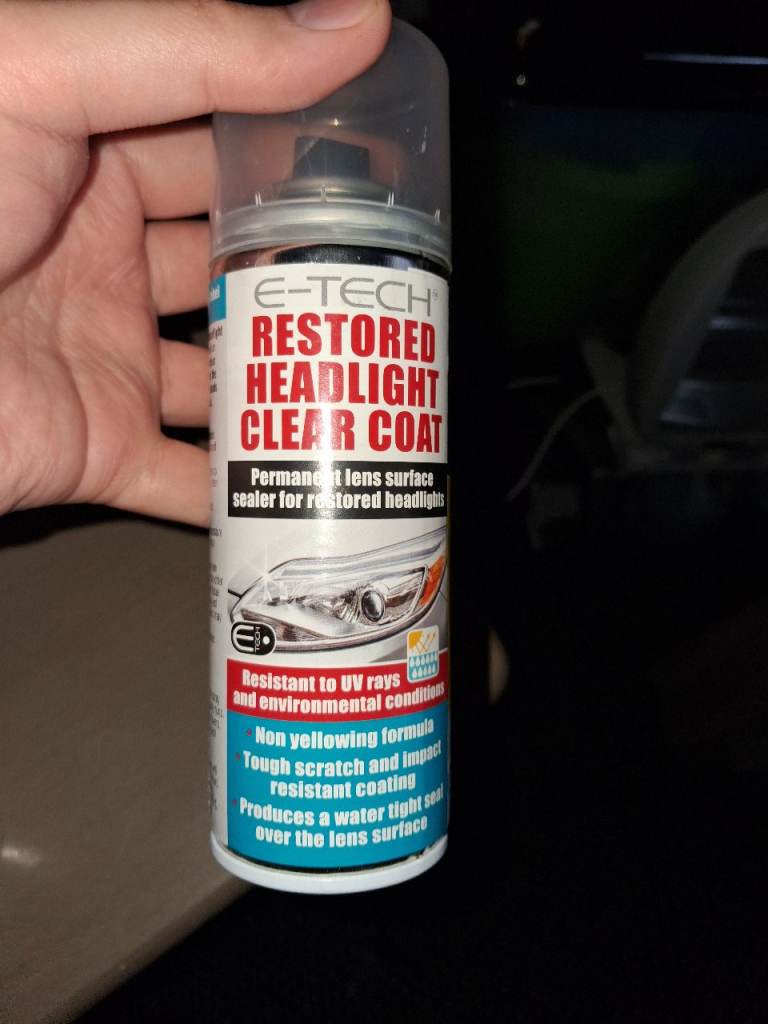 E-TECH®
RESTORED
HEADLIGHT
CLEAR COAT
Permanent lens surface
sealer for restored headlights
E
TECH
Resistant to UV rays
and environmental conditions
• Non yellowing formula
• Tough scratch and impact
resistant coating
• Produces a water tight seal
over the lens surface